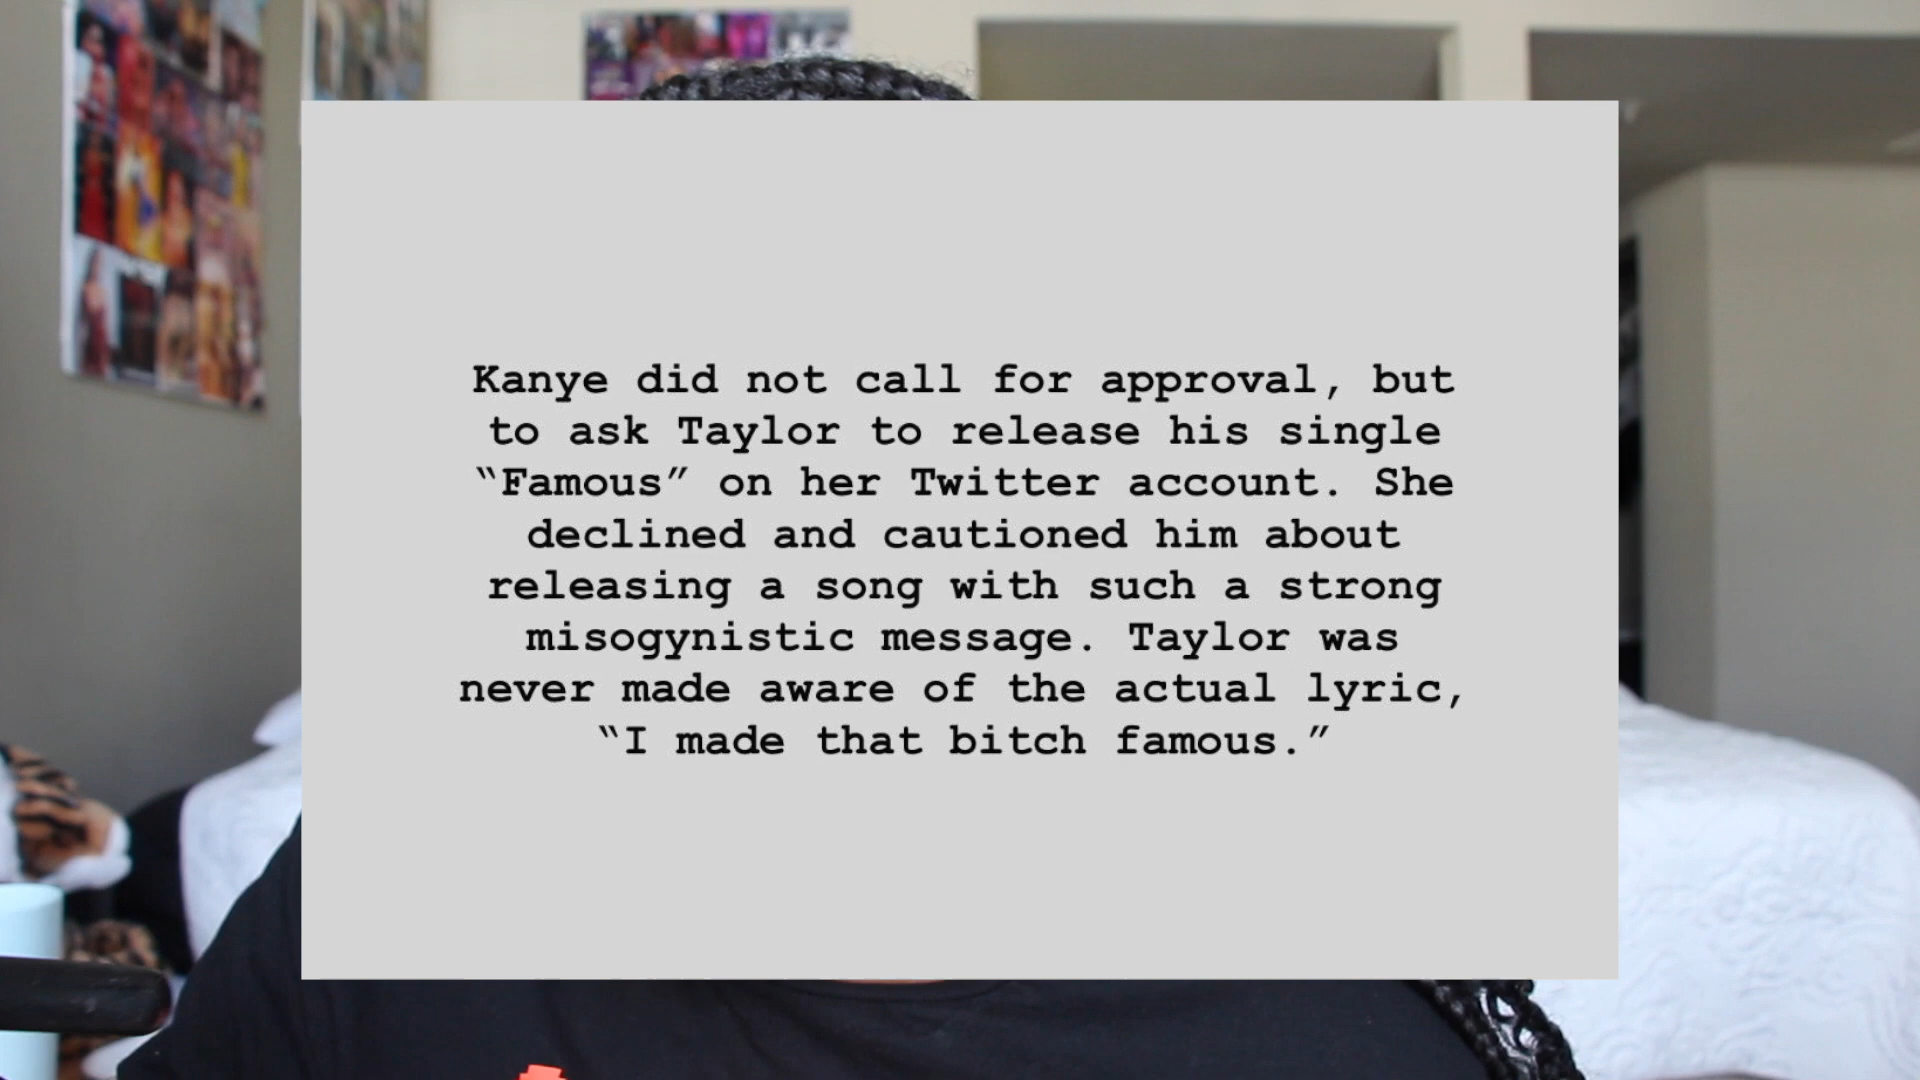 Kanye did not call for approval, but
to ask Taylor to release his single
“Famous” on her Twitter account. She
declined and cautioned him about
releasing a song with such a strong
misogynistic message. Taylor was
never made aware of the actual lyric,
“I made that bitch famous.”